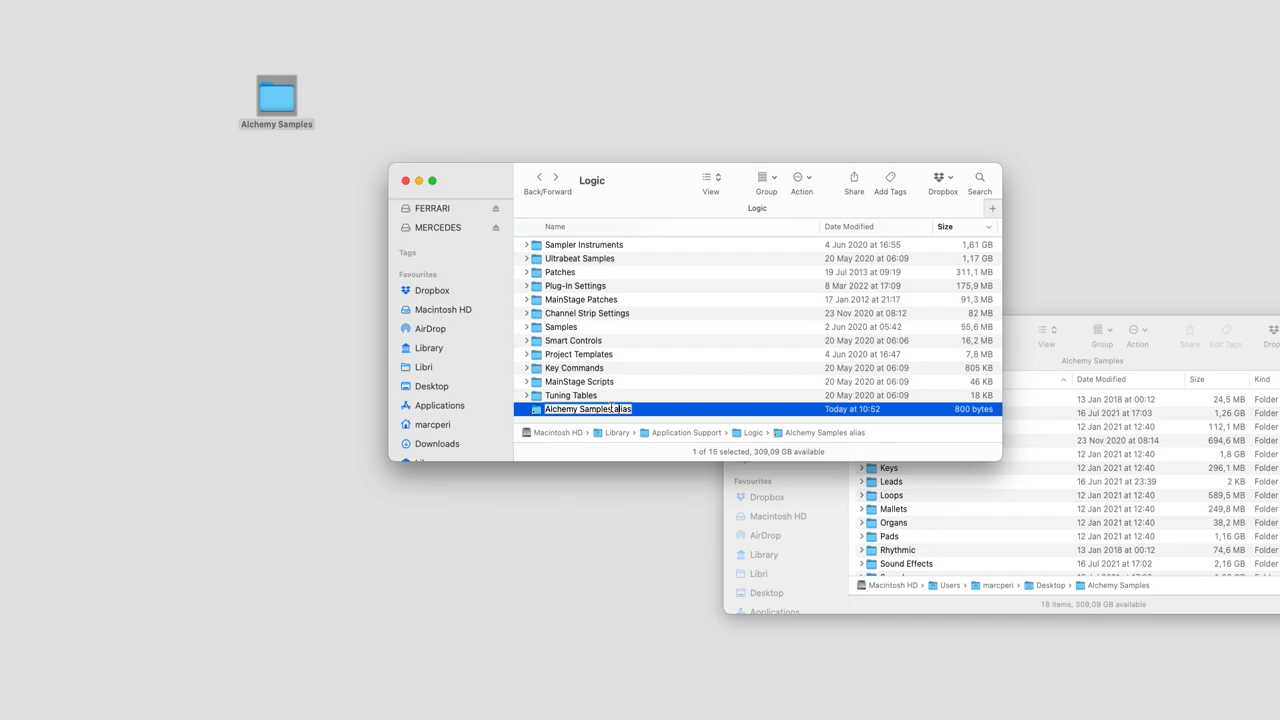 Alchemy Samples
Logic
Back/Forward
View
Group
Action
Share
Add Tags
Dropbox
Search
Logic
FERRARI
MERCEDES
Tags
Favourites
Dropbox
Macintosh HD
AirDrop
Library
Libri
Desktop
Applications
marcperi
Downloads
Name Date Modified Size
Sampler Instruments 4 Jun 2020 at 16:55 1,61 GB
Ultrabeat Samples 20 May 2020 at 06:09 1,17 GB
Patches 19 Jul 2013 at 09:19 311,1 MB
Plug-In Settings 8 Mar 2022 at 17:09 175,9 MB
MainStage Patches 17 Jan 2012 at 21:17 91,3 MB
Channel Strip Settings 23 Nov 2020 at 08:12 82 MB
Samples 2 Jun 2020 at 05:42 55,6 MB
Smart Controls 20 May 2020 at 06:06 16,2 MB
Project Templates 4 Jun 2020 at 16:47 7,8 MB
Key Commands 20 May 2020 at 06:09 805 KB
MainStage Scripts 20 May 2020 at 06:09 46 KB
Tuning Tables 20 May 2020 at 06:09 18 KB
Alchemy Samples alias Today at 10:52 800 bytes
Macintosh HD › Library › Application Support › Logic › Alchemy Samples alias
1 of 15 selected, 309,09 GB available
View
Group
Action
Share
Edit Tags
Alchemy Samples
Date Modified Size Kind
13 Jan 2018 at 00:12 24,5 MB Folder
16 Jul 2021 at 17:03 1,26 GB Folder
12 Jan 2021 at 12:40 112,1 MB Folder
23 Nov 2020 at 08:14 694,6 MB Folder
12 Jan 2021 at 12:40 1,8 GB Folder
Keys 12 Jan 2021 at 12:40 296,1 MB Folder
Leads 16 Jun 2021 at 23:39 2 KB Folder
Loops 12 Jan 2021 at 12:40 589,5 MB Folder
Mallets 12 Jan 2021 at 12:40 249,8 MB Folder
Organs 12 Jan 2021 at 12:40 38,2 MB Folder
Pads 12 Jan 2021 at 12:40 1,16 GB Folder
Rhythmic 13 Jan 2018 at 00:12 74,6 MB Folder
Sound Effects 16 Jul 2021 at 17:02 2,16 GB Folder
Favourites
Dropbox
Macintosh HD
AirDrop
Library
Libri
Desktop
Applications
Macintosh HD › Users › marcperi › Desktop › Alchemy Samples
18 items, 309,09 GB available